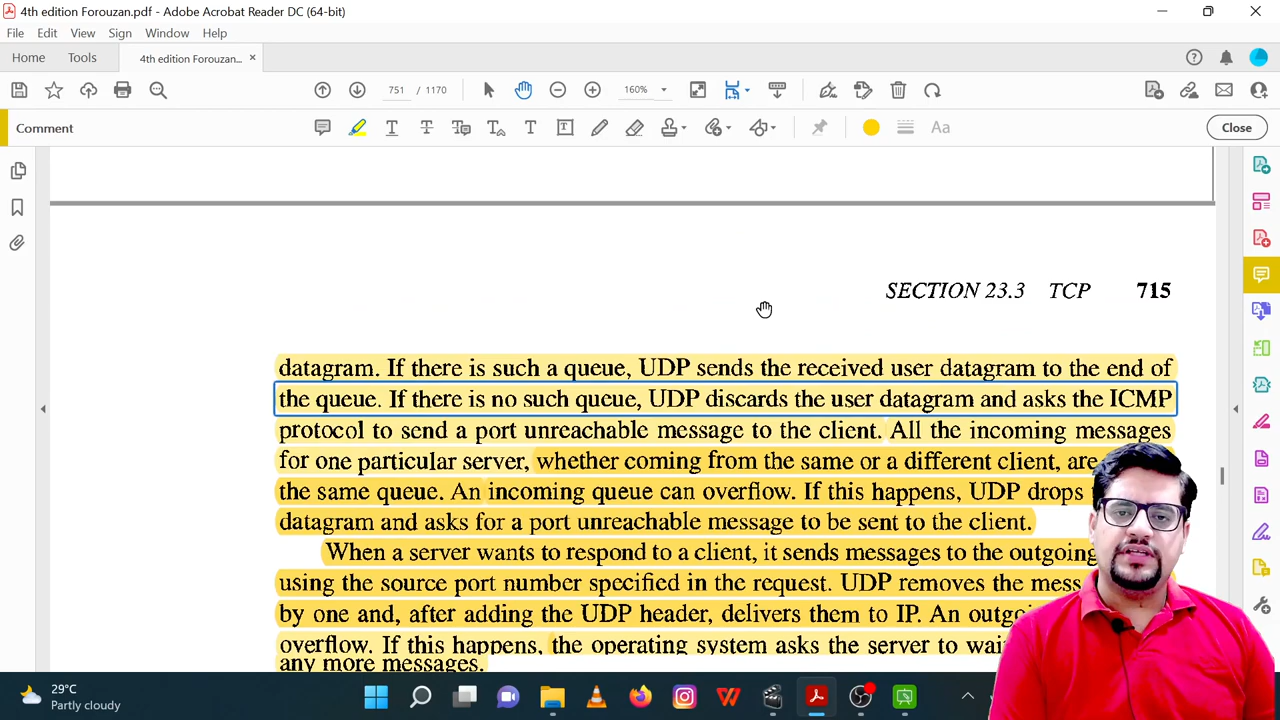 4th edition Forouzan.pdf - Adobe Acrobat Reader DC (64-bit)
File Edit View Sign Window Help
Home Tools 4th edition Forouzan... ×
751 / 1170 160%
Comment
Aa
Close
SECTION 23.3 TCP 715
datagram. If there is such a queue, UDP sends the received user datagram to the end of
the queue. If there is no such queue, UDP discards the user datagram and asks the ICMP
protocol to send a port unreachable message to the client. All the incoming messages
for one particular server, whether coming from the same or a different client, are
the same queue. An incoming queue can overflow. If this happens, UDP drops
datagram and asks for a port unreachable message to be sent to the client.
When a server wants to respond to a client, it sends messages to the outgoing
using the source port number specified in the request. UDP removes the
by one and, after adding the UDP header, delivers them to IP. An
overflow. If this happens, the operating system asks the server to
any more messages.
29°C
Partly cloudy